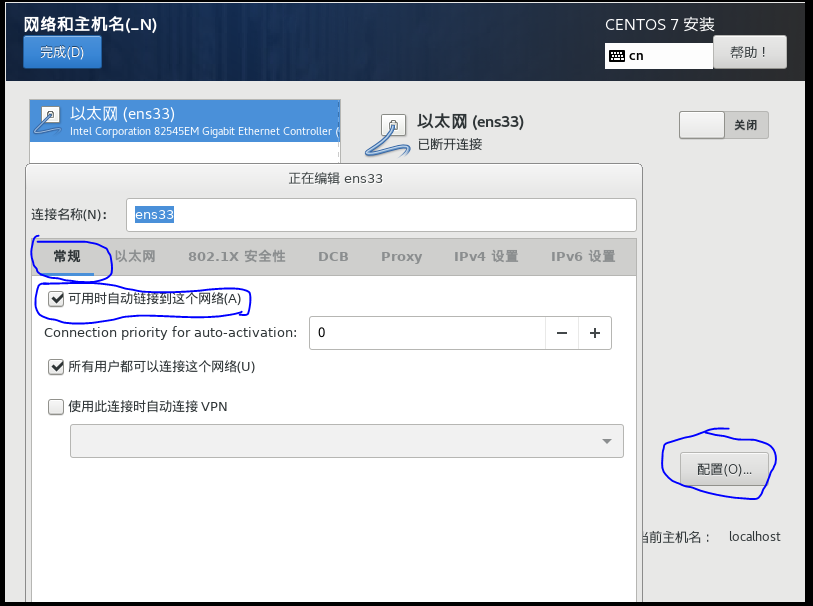 网络和主机名(_N)
CENTOS 7 安装
完成(D)
cn
帮助！
以太网 (ens33)
Intel Corporation 82545EM Gigabit Ethernet Controller (
以太网 (ens33)
已断开连接
关闭
正在编辑 ens33
连接名称(N)：
ens33
常规 以太网 802.1X 安全性 DCB Proxy IPv4 设置 IPv6 设置
可用时自动链接到这个网络(A)
Connection priority for auto-activation: 0
所有用户都可以连接这个网络(U)
使用此连接时自动连接 VPN
配置(O)...
当前主机名： localhost